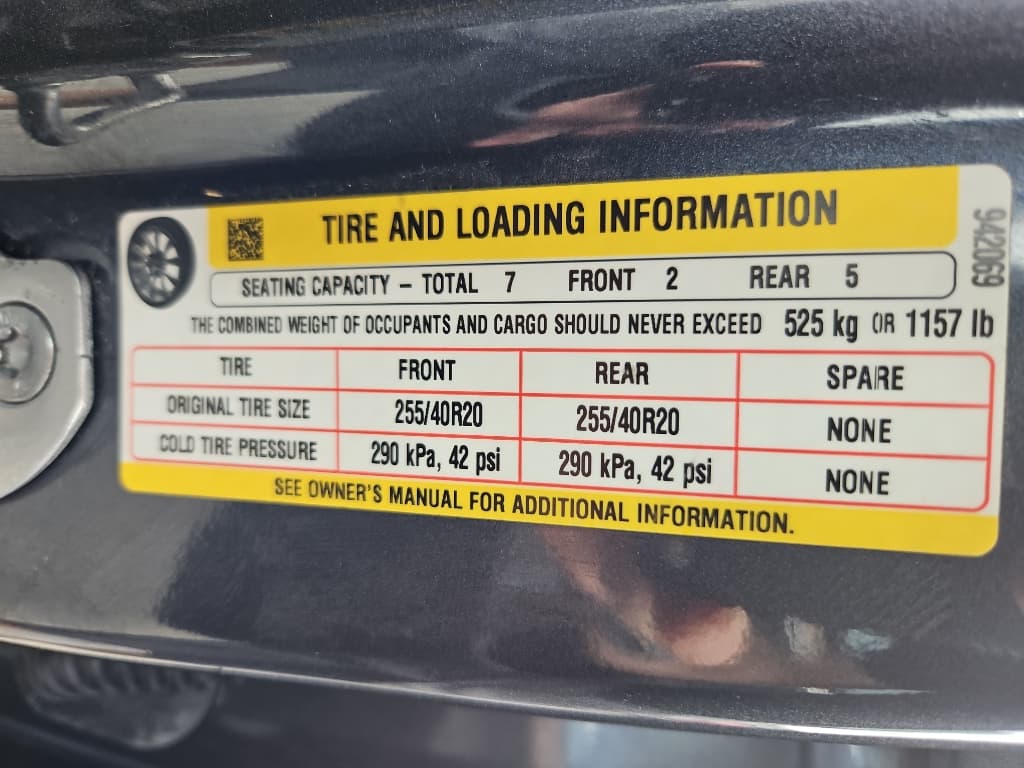 TIRE AND LOADING INFORMATION
942069
SEATING CAPACITY – TOTAL 7 FRONT 2 REAR 5
THE COMBINED WEIGHT OF OCCUPANTS AND CARGO SHOULD NEVER EXCEED 525 kg OR 1157 lb
TIRE FRONT REAR SPARE
ORIGINAL TIRE SIZE 255/40R20 255/40R20 NONE
COLD TIRE PRESSURE 290 kPa, 42 psi 290 kPa, 42 psi NONE
SEE OWNER'S MANUAL FOR ADDITIONAL INFORMATION.